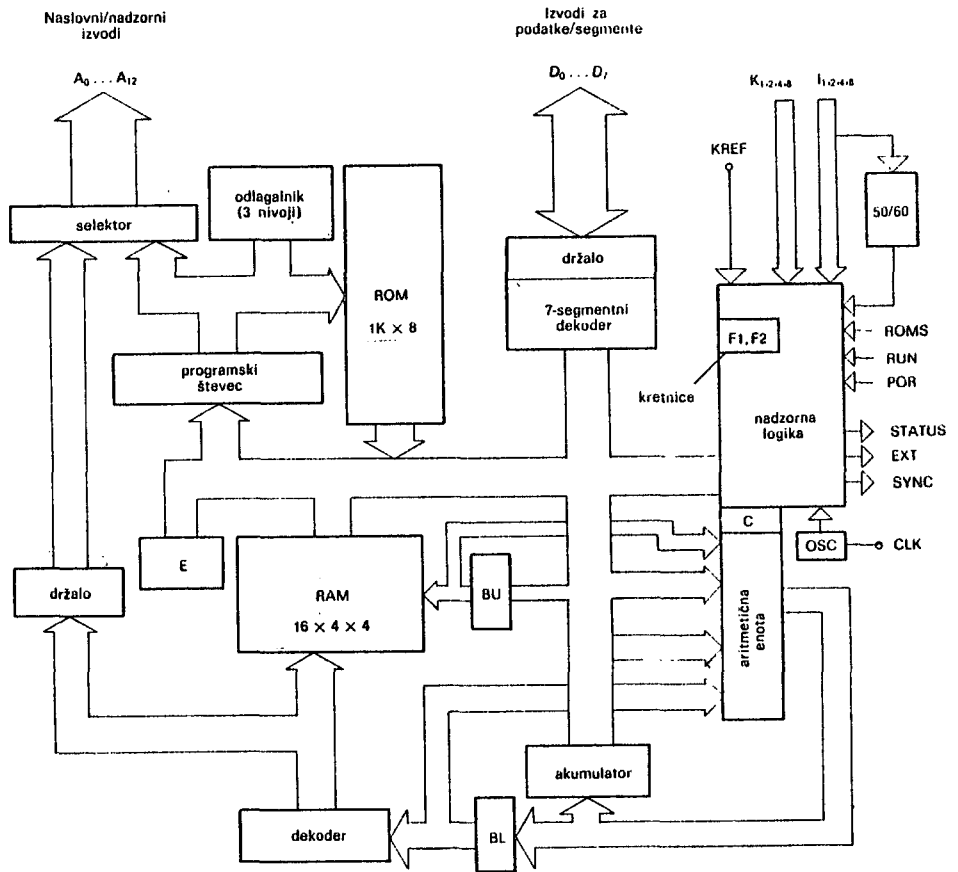 Naslovni/nadzorni
izvodi
A₀ ... A₁₂
Izvodi za
podatke/segmente
D₀ ... D₇
K₁,₂,₄,₈
I₁,₂,₄,₈
KREF
50/60
odlagalnik
(3 nivoji)
selektor
ROM
1K × 8
držalo
7-segmentni
dekoder
F1, F2
kretnice
nadzorna
logika
ROMS
RUN
POR
STATUS
EXT
SYNC
programski
števec
C
OSC
CLK
E
držalo
RAM
16 × 4 × 4
BU
aritmetična
enota
akumulator
dekoder
BL